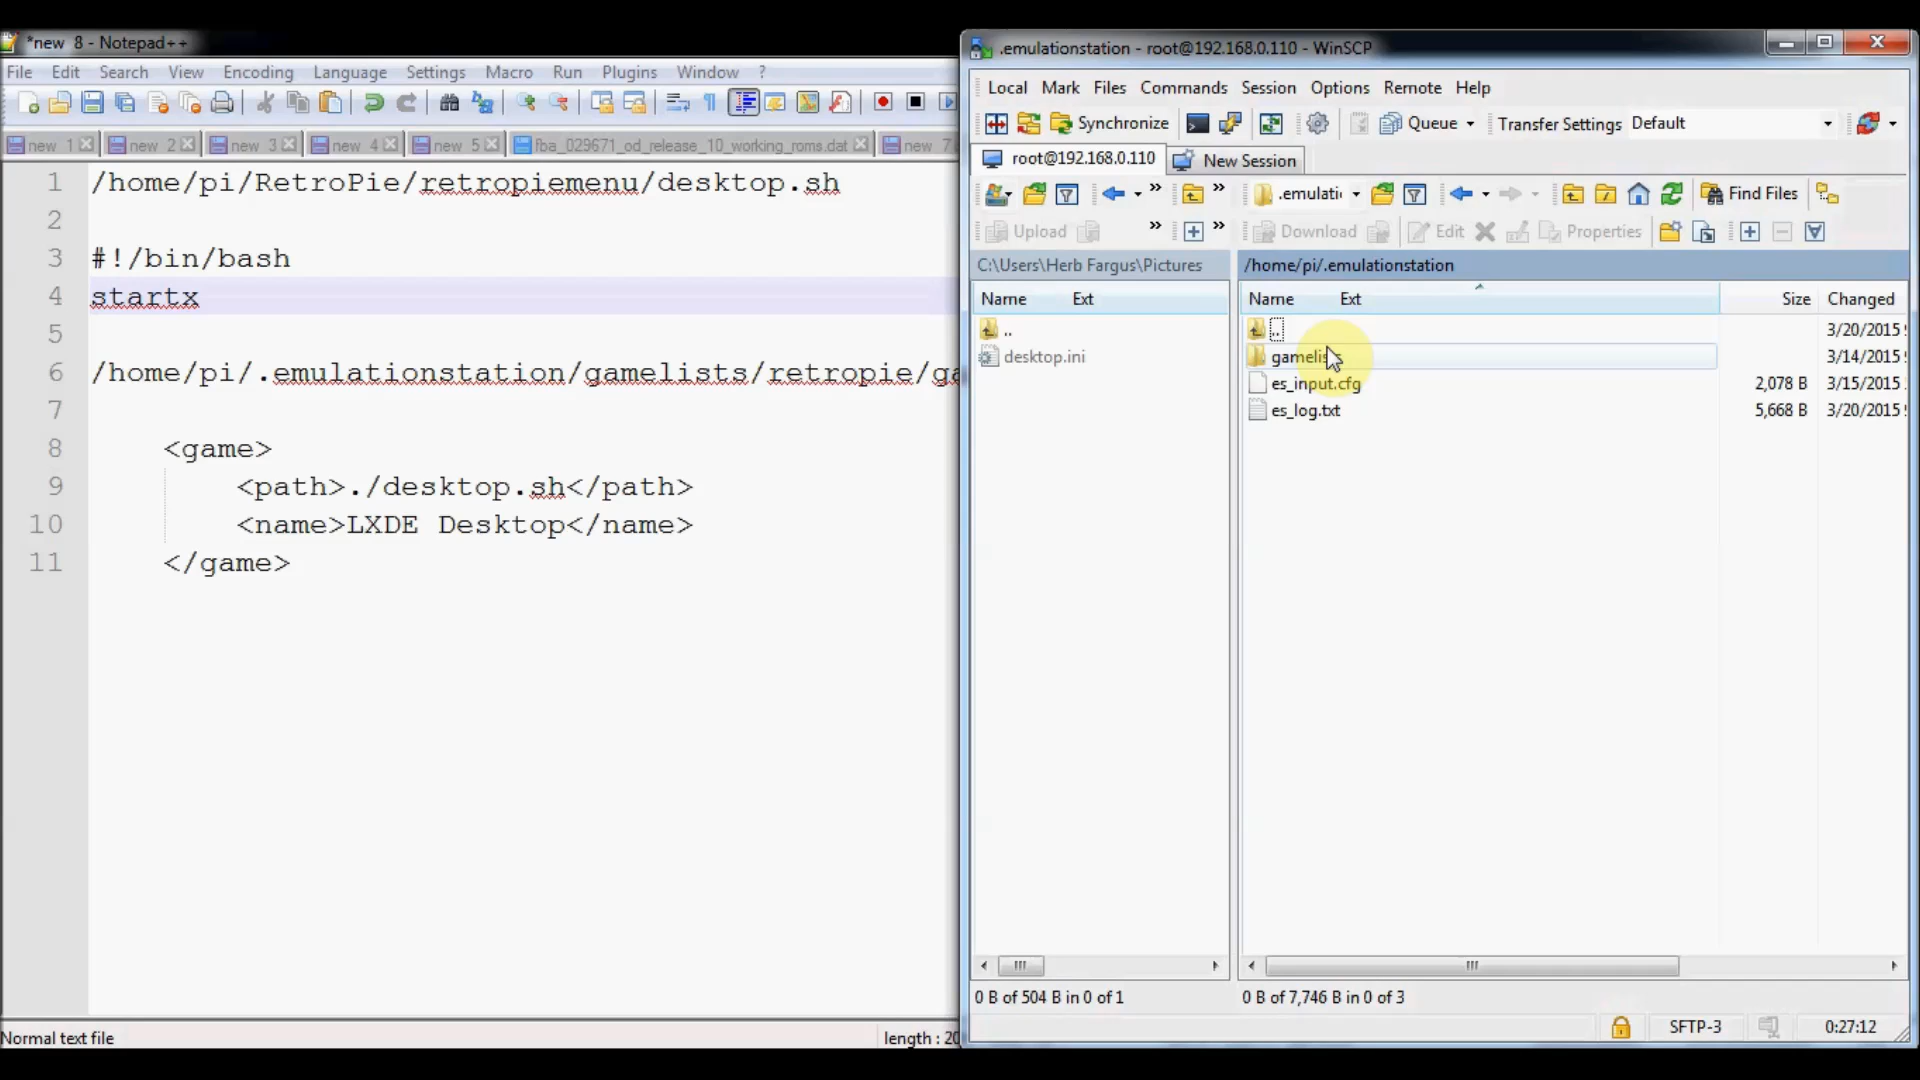 *new 8 - Notepad++
File Edit Search View Encoding Language Settings Macro Run Plugins Window ?
new 1 new 2 new 3 new 4 new 5 fba_029671_od_release_10_working_roms.dat new 7
1 /home/pi/RetroPie/retropiemenu/desktop.sh
2
3 #!/bin/bash
4 startx
5
6 /home/pi/.emulationstation/gamelists/retropie/ga
7
8 <game>
9 <path>./desktop.sh</path>
10 <name>LXDE Desktop</name>
11 </game>
Normal text file length : 20
.emulationstation - root@192.168.0.110 - WinSCP
Local Mark Files Commands Session Options Remote Help
Synchronize Queue Transfer Settings Default
root@192.168.0.110 New Session
.emulati Find Files
Upload Download Edit Properties
C:\Users\Herb Fargus\Pictures
Name Ext
..
desktop.ini
0 B of 504 B in 0 of 1
/home/pi/.emulationstation
Name Ext Size Changed
.. 3/20/2015
gamelists 3/14/2015
es_input.cfg 2,078 B 3/15/2015
es_log.txt 5,668 B 3/20/2015
0 B of 7,746 B in 0 of 3
SFTP-3 0:27:12